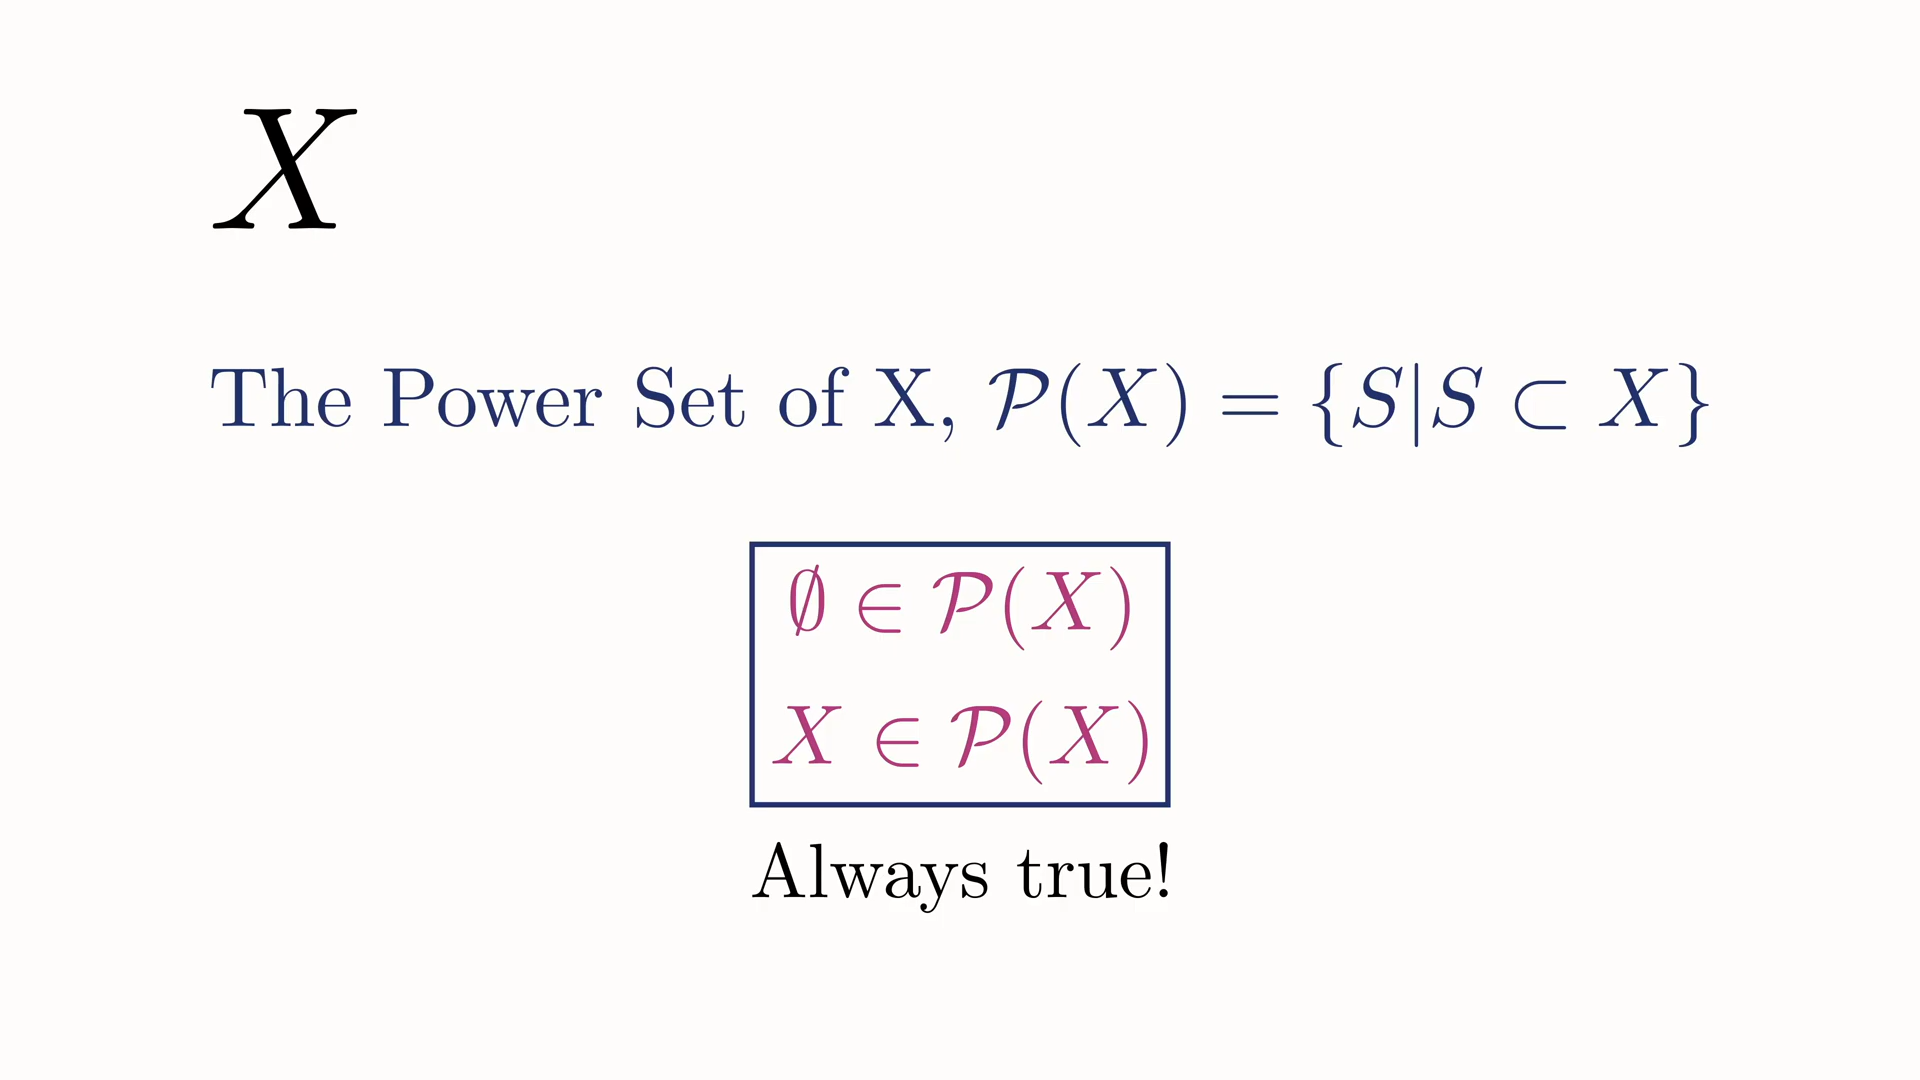 X
The Power Set of X, 𝒫(X) = {S|S ⊂ X}
∅ ∈ 𝒫(X)
X ∈ 𝒫(X)
Always true!